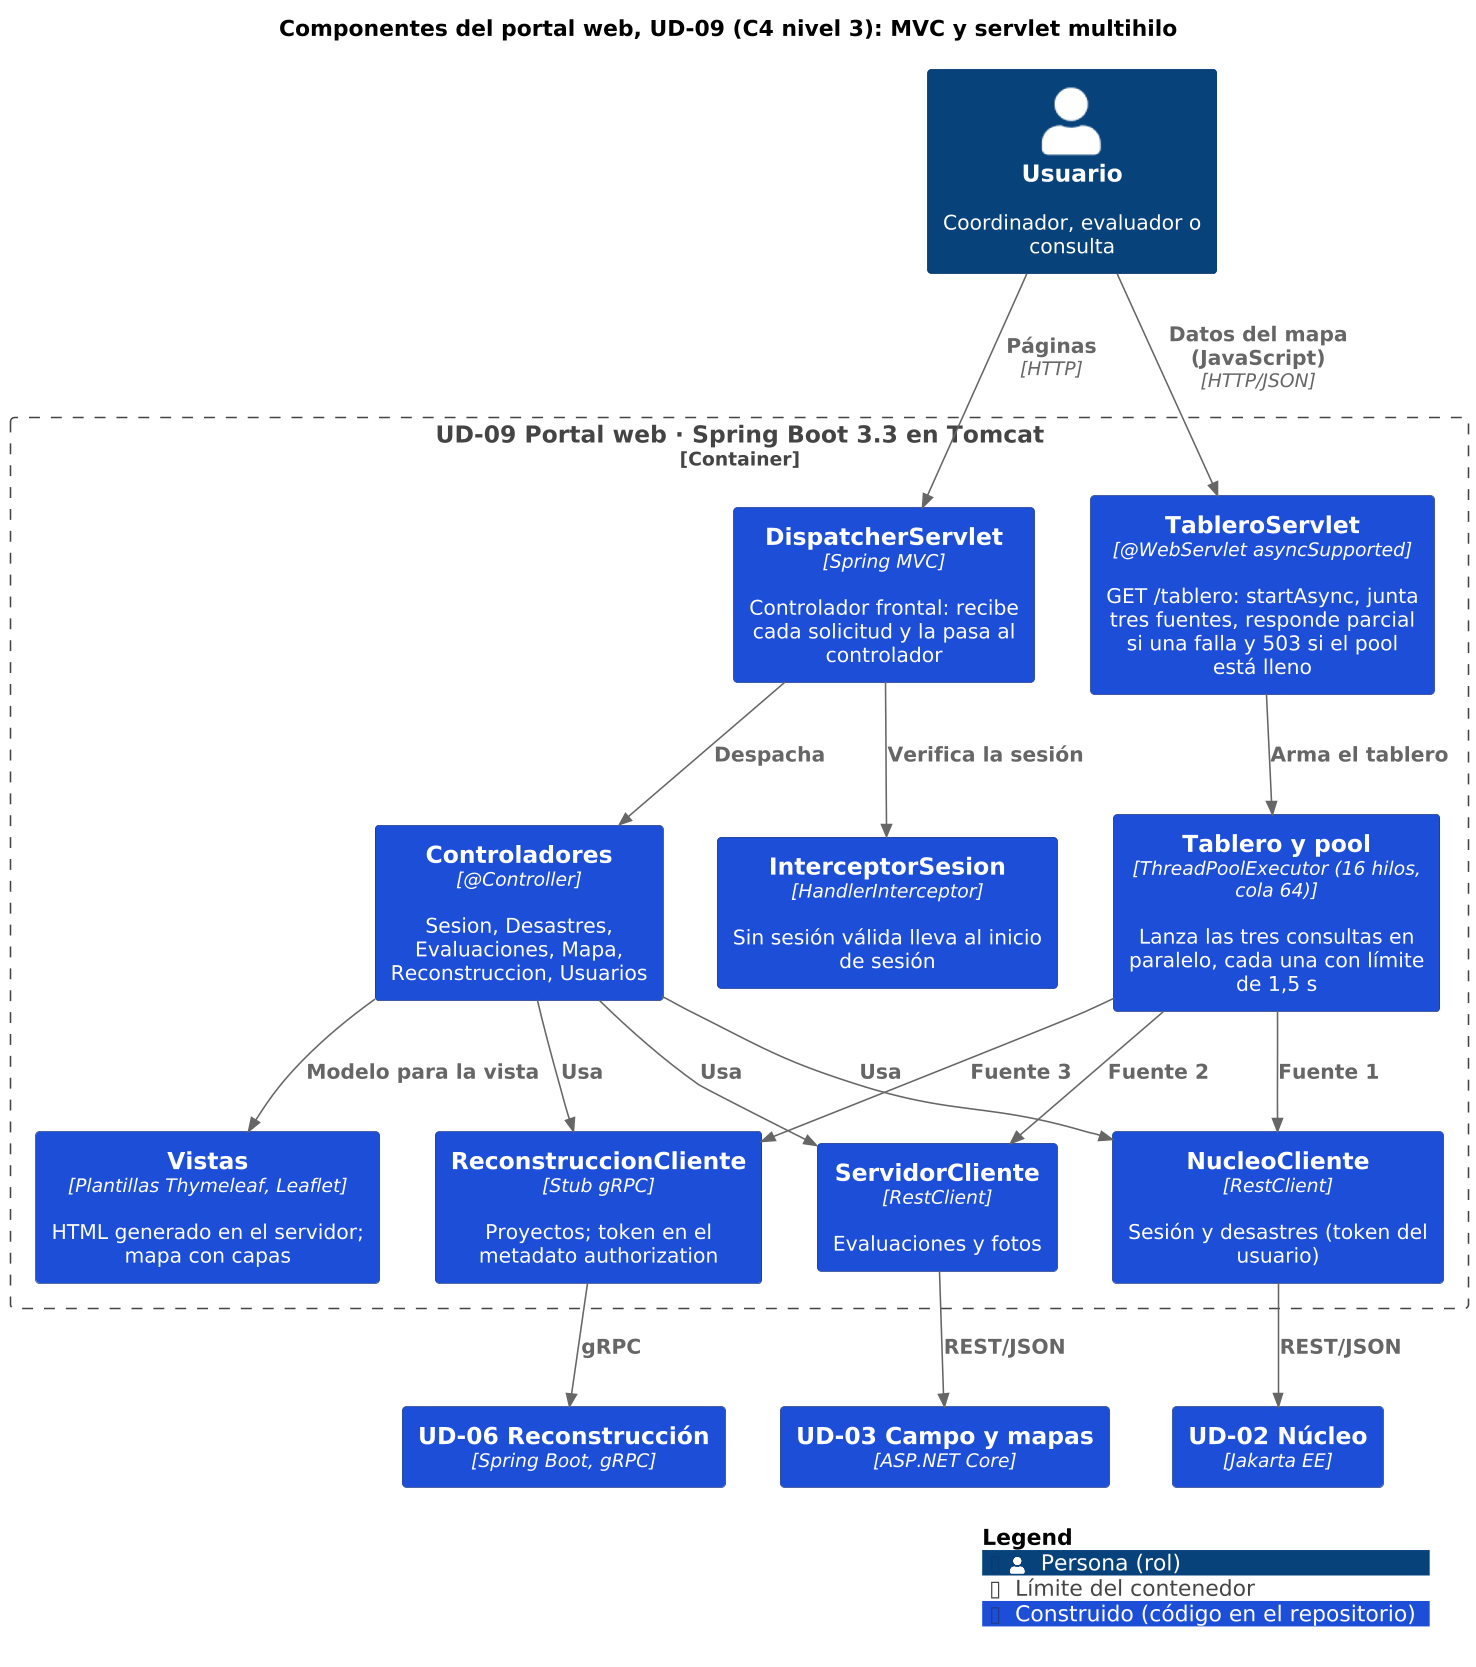 Componentes del portal web, UD-09 (C4 nivel 3): MVC y servlet multihilo
Usuario
Coordinador, evaluador o
consulta
Páginas
[HTTP]
Datos del mapa
(JavaScript)
[HTTP/JSON]
UD-09 Portal web · Spring Boot 3.3 en Tomcat
[Container]
DispatcherServlet
[Spring MVC]
Controlador frontal: recibe
cada solicitud y la pasa al
controlador
TableroServlet
[@WebServlet asyncSupported]
GET /tablero: startAsync, junta
tres fuentes, responde parcial
si una falla y 503 si el pool
está lleno
Despacha
Verifica la sesión
Arma el tablero
Controladores
[@Controller]
Sesion, Desastres,
Evaluaciones, Mapa,
Reconstruccion, Usuarios
InterceptorSesion
[HandlerInterceptor]
Sin sesión válida lleva al inicio
de sesión
Tablero y pool
[ThreadPoolExecutor (16 hilos,
cola 64)]
Lanza las tres consultas en
paralelo, cada una con límite
de 1,5 s
Modelo para la vista
Usa
Usa
Usa
Fuente 3
Fuente 2
Fuente 1
Vistas
[Plantillas Thymeleaf, Leaflet]
HTML generado en el servidor;
mapa con capas
ReconstruccionCliente
[Stub gRPC]
Proyectos; token en el
metadato authorization
ServidorCliente
[RestClient]
Evaluaciones y fotos
NucleoCliente
[RestClient]
Sesión y desastres (token del
usuario)
gRPC
REST/JSON
REST/JSON
UD-06 Reconstrucción
[Spring Boot, gRPC]
UD-03 Campo y mapas
[ASP.NET Core]
UD-02 Núcleo
[Jakarta EE]
Legend
Persona (rol)
Límite del contenedor
Construido (código en el repositorio)